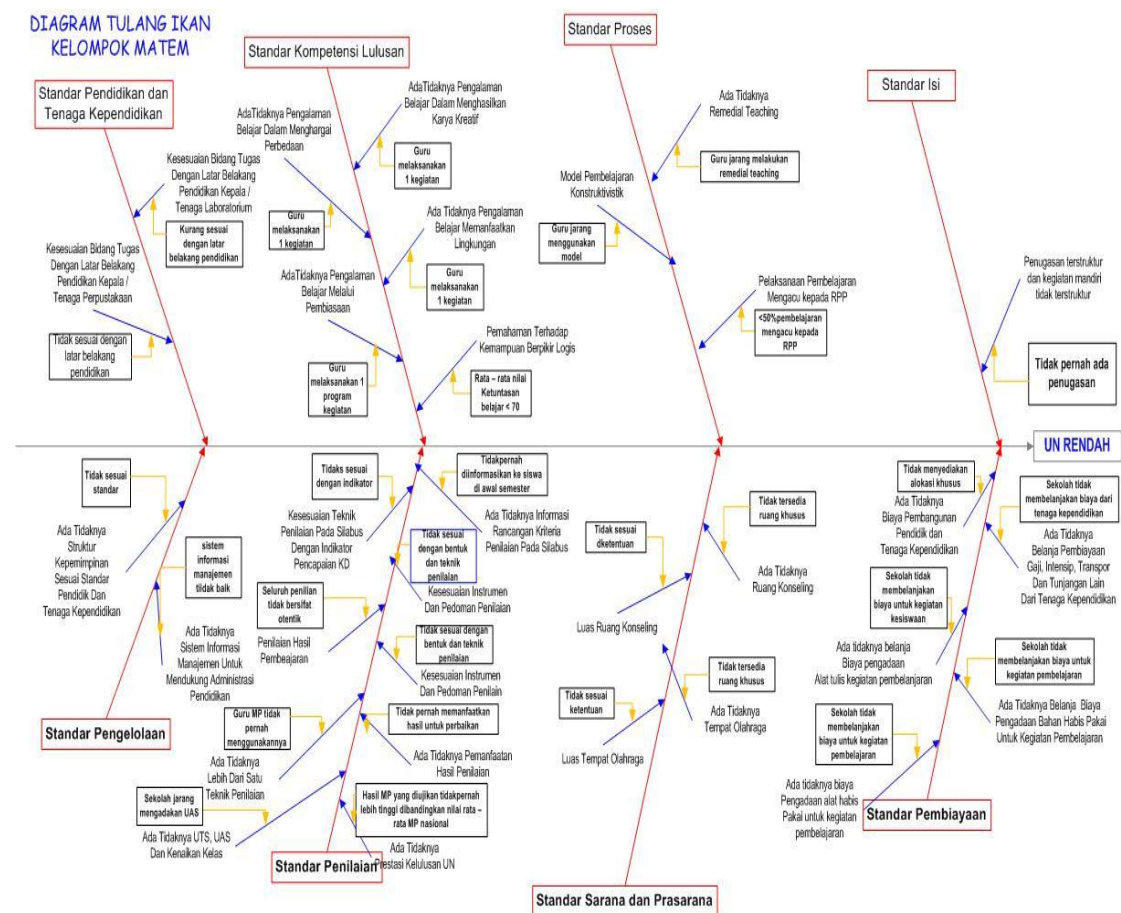 DIAGRAM TULANG IKAN
KELOMPOK MATEM
Standar Pendidikan dan
Tenaga Kependidikan
Kesesuaian Bidang Tugas
Dengan Latar Belakang
Pendidikan Kepala /
Tenaga Laboratorium
Kurang sesuai
dengan latar
belakang pendidikan
Kesesuaian Bidang Tugas
Dengan Latar Belakang
Pendidikan Kepala /
Tenaga Perpustakaan
Tidak sesuai dengan
latar belakang
pendidikan
Standar Kompetensi Lulusan
AdaTidaknya Pengalaman
Belajar Dalam Menghasilkan
Karya Kreatif
Guru
melaksanakan
1 kegiatan
AdaTidaknya Pengalaman
Belajar Dalam Menghargai
Perbedaan
Guru
melaksanakan
1 kegiatan
Ada Tidaknya Pengalaman
Belajar Memanfaatkan
Lingkungan
Guru
melaksanakan
1 kegiatan
AdaTidaknya Pengalaman
Belajar Melalui
Pembiasaan
Guru
melaksanakan 1
program
kegiatan
Pemahaman Terhadap
Kemampuan Berpikir Logis
Rata – rata nilai
Ketuntasan
belajar < 70
Standar Proses
Ada Tidaknya
Remedial Teaching
Guru jarang melakukan
remedial teaching
Model Pembelajaran
Konstruktivistik
Guru jarang
menggunakan
model
Pelaksanaan Pembelajaran
Mengacu kepada RPP
<50%pembelajaran
mengacu kepada
RPP
Standar Isi
Penugasan terstruktur
dan kegiatan mandiri
tidak terstruktur
Tidak pernah ada
penugasan
UN RENDAH
Tidak sesuai
standar
Ada Tidaknya
Struktur
Kepemimpinan
Sesuai Standar
Pendidik Dan
Tenaga Kependidikan
sistem
informasi
manajemen
tiidak baik
Ada Tidaknya
Sistem Informasi
Manajemen Untuk
Mendukung Administrasi
Pendidikan
Standar Pengelolaan
Tidaks sesuai
dengan indikator
Kesesuaian Teknik
Penilaian Pada Silabus
Dengan Indikator
Pencapaian KD
Tidakpernah
diinformasikan ke siswa
di awal semester
Ada Tidaknya Informasi
Rancangan Kriteria
Penilaian Pada Silabus
Tidak sesuai
dengan bentuk
dan teknik
penilaian
Kesesuaian Instrumen
Dan Pedoman Penilaian
Seluruh penilian
tidak bersifat
otentik
Penilaian Hasil
Pembeajaran
Tidak sesuai dengan
bentuk dan teknik
penilaian
Kesesuaian Instrumen
Dan Pedoman Penilain
Guru MP tidak
pernah
menggunakannya
Ada Tidaknya
Lebih Dari Satu
Teknik Penilaian
Tidak pernah memanfaatkan
hasil untuk perbaikan
Ada Tidaknya Pemanfaatan
Hasil Penilaian
Sekolah jarang
mengadakan UAS
Ada Tidaknya UTS, UAS
Dan Kenaikan Kelas
Hasil MP yang diujikan tidakpernah
lebih tinggi dibandingkan nilai rata –
rata MP nasional
Ada Tidaknya
Prestasi Kelulusan UN
Standar Penilaian
Tidak sesuai
dketentuan
Luas Ruang Konseling
Tidak tersedia
ruang khusus
Ada Tidaknya
Ruang Konseling
Tidak sesuai
ketentuan
Luas Tempat Olahraga
Tidak tersedia
ruang khusus
Ada Tidaknya
Tempat Olahraga
Standar Sarana dan Prasarana
Tidak menyediakan
alokasi khusus
Ada Tidaknya
Biaya Pembangunan
Pendidik dan
Tenaga Kependidikan
Sekolah tidak
membelanjakan biaya dari
tenaga kependidikan
Ada Tidaknya
Belanja Pembiayaan
Gaji, Intensip, Transpor
Dan Tunjangan Lain
Dari Tenaga Kependidikan
Sekolah tidak
membelanjakan
biaya untuk kegiatan
kesiswaan
Ada tidaknya belanja
Biaya pengadaan
Alat tulis kegiatan pembelanjaran
Sekolah tidak
membelanjakan biaya untuk
kegiatan pembelajaran
Ada Tidaknya Belanja Biaya
Pengadaan Bahan Habis Pakai
Untuk Kegiatan Pembelajaran
Sekolah tidak
membelanjakan
biaya untuk kegiatan
pembelajaran
Ada tidaknya biaya
Pengadaan alat habis
Pakai untuk kegiatan
pembelajaran
Standar Pembiayaan